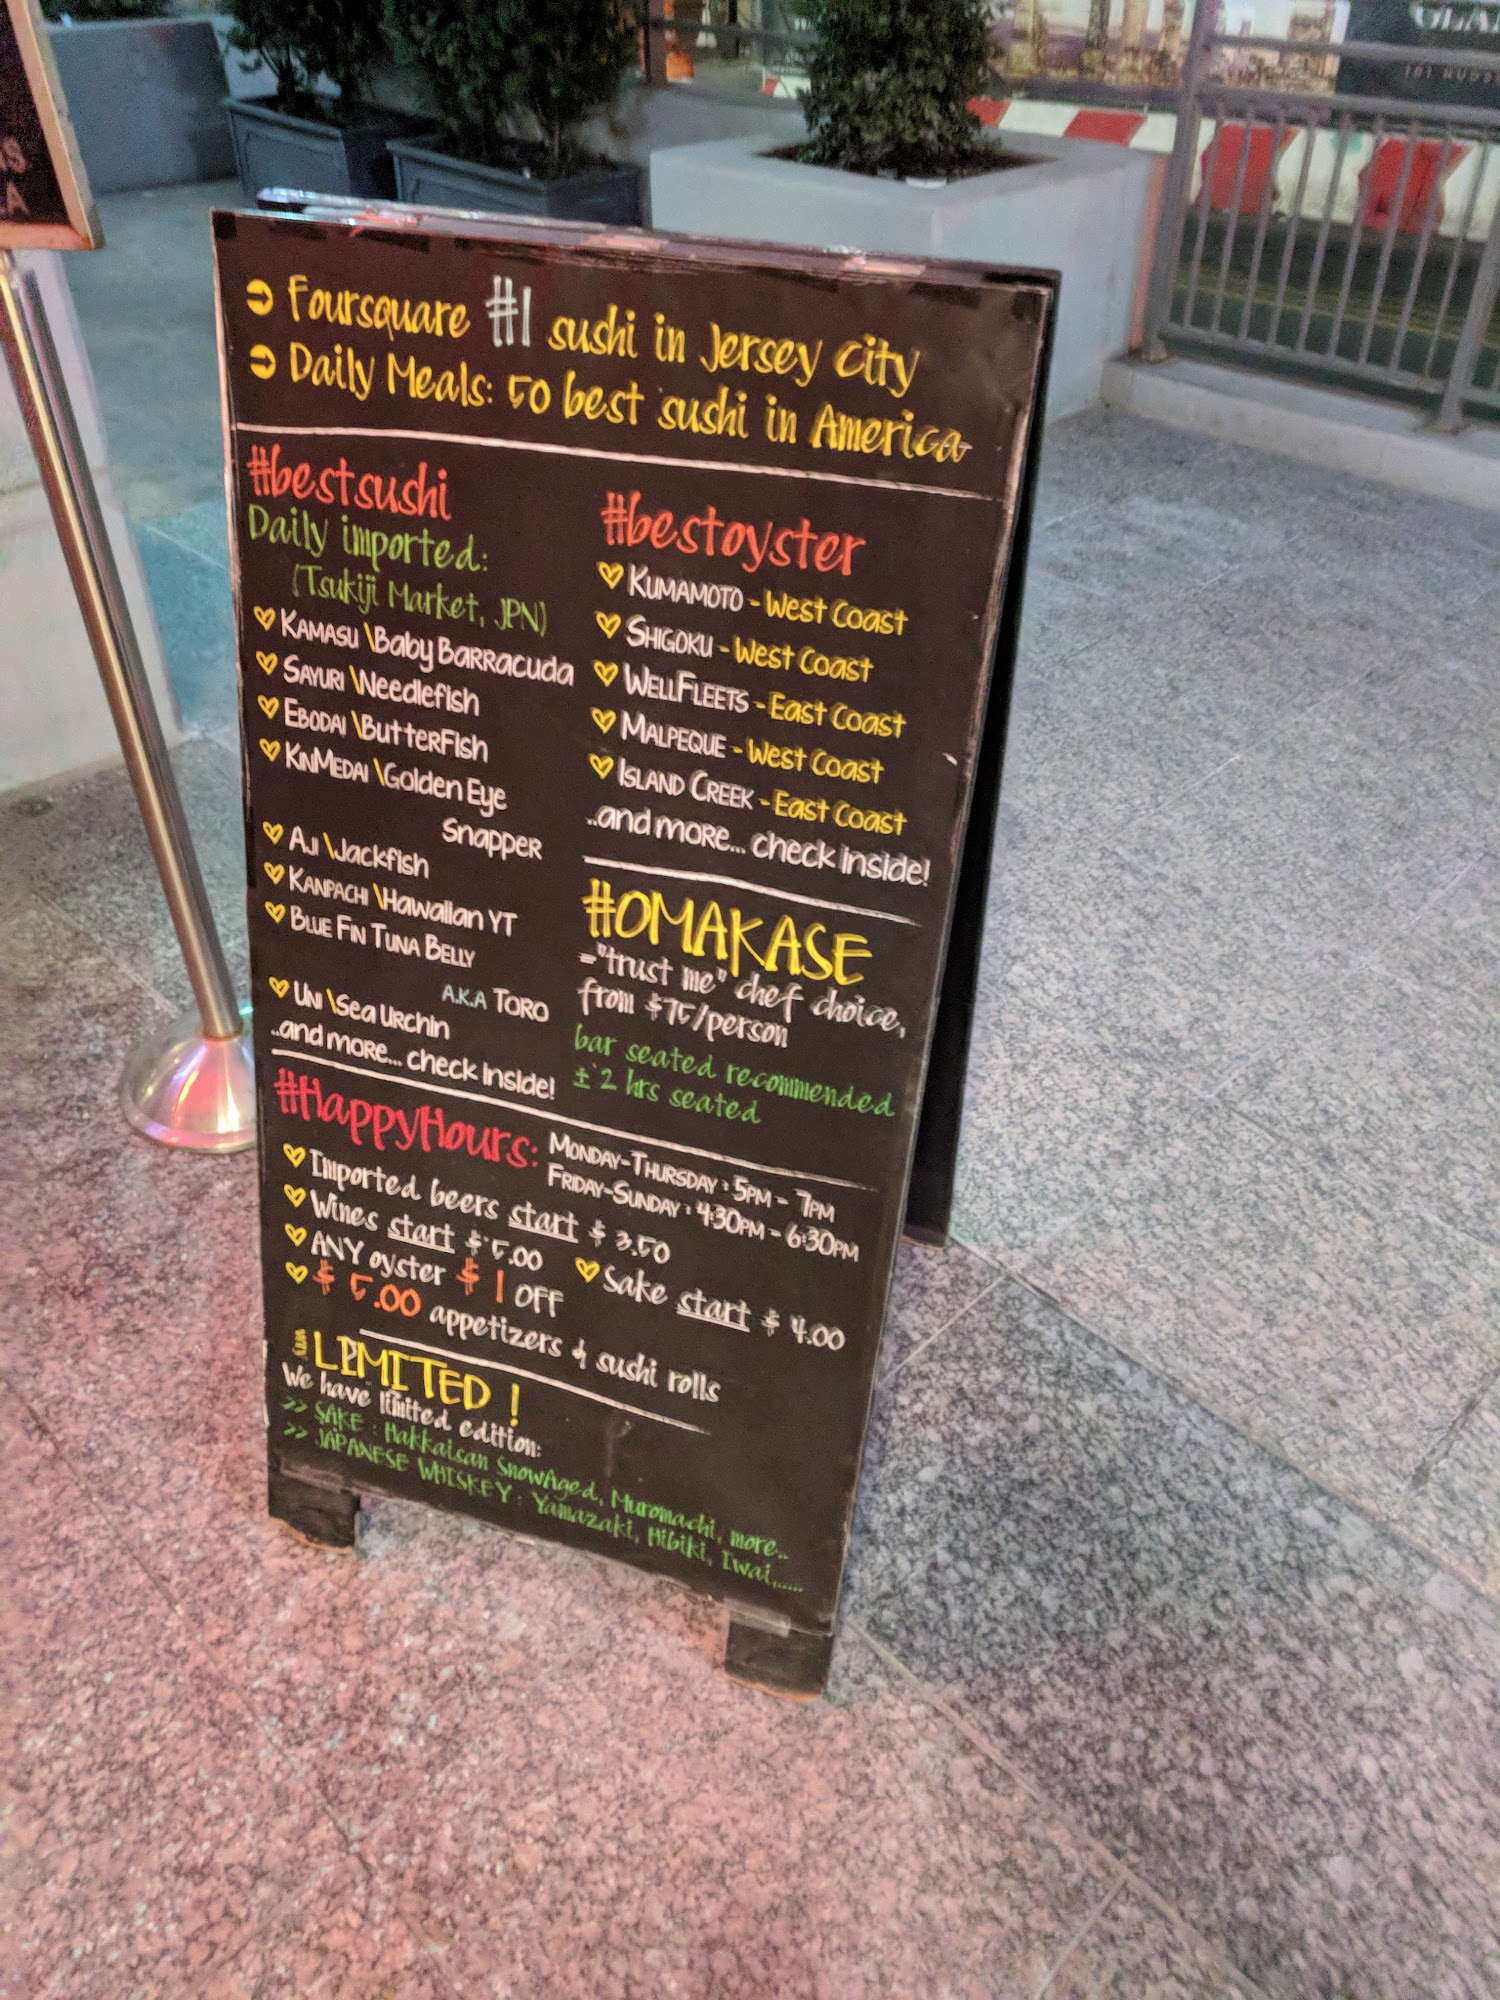 Foursquare #1 sushi in Jersey City
Daily Meals: 50 best sushi in America
#bestsushi
Daily imported:
(Tsukiji Market, JPN)
KAMASU \Baby Barracuda
SAYURI \Needlefish
EBODAI \ButterFish
KinMEDAI \Golden Eye
Snapper
AJI \Jackfish
KANPACHI \Hawaiian YT
BLUE FIN TUNA BELLY
A.K.A TORO
UNI \Sea Urchin
..and more... check inside!
#bestoyster
KUMAMOTO - West Coast
SHIGOKU - West Coast
WELLFLEETS - East Coast
MALPEQUE - West Coast
ISLAND CREEK - East Coast
..and more... check inside!
#OMAKASE
="trust me" chef choice,
from $75/person
bar seated recommended
± 2 hrs seated
#HappyHours:
MONDAY-THURSDAY : 5PM - 7PM
FRIDAY-SUNDAY : 4:30PM - 6:30PM
Imported beers start $ 3.50
Wines start $ 5.00
Sake start $ 4.00
ANY oyster $ 1 OFF
$ 5.00 appetizers & sushi rolls
very LIMITED !
We have limited edition:
>> SAKE : Hakkaisan SnowAged, Muromachi, more..
>> JAPANESE WHISKEY : Yamazaki, Hibiki, Iwai,.....
S
A